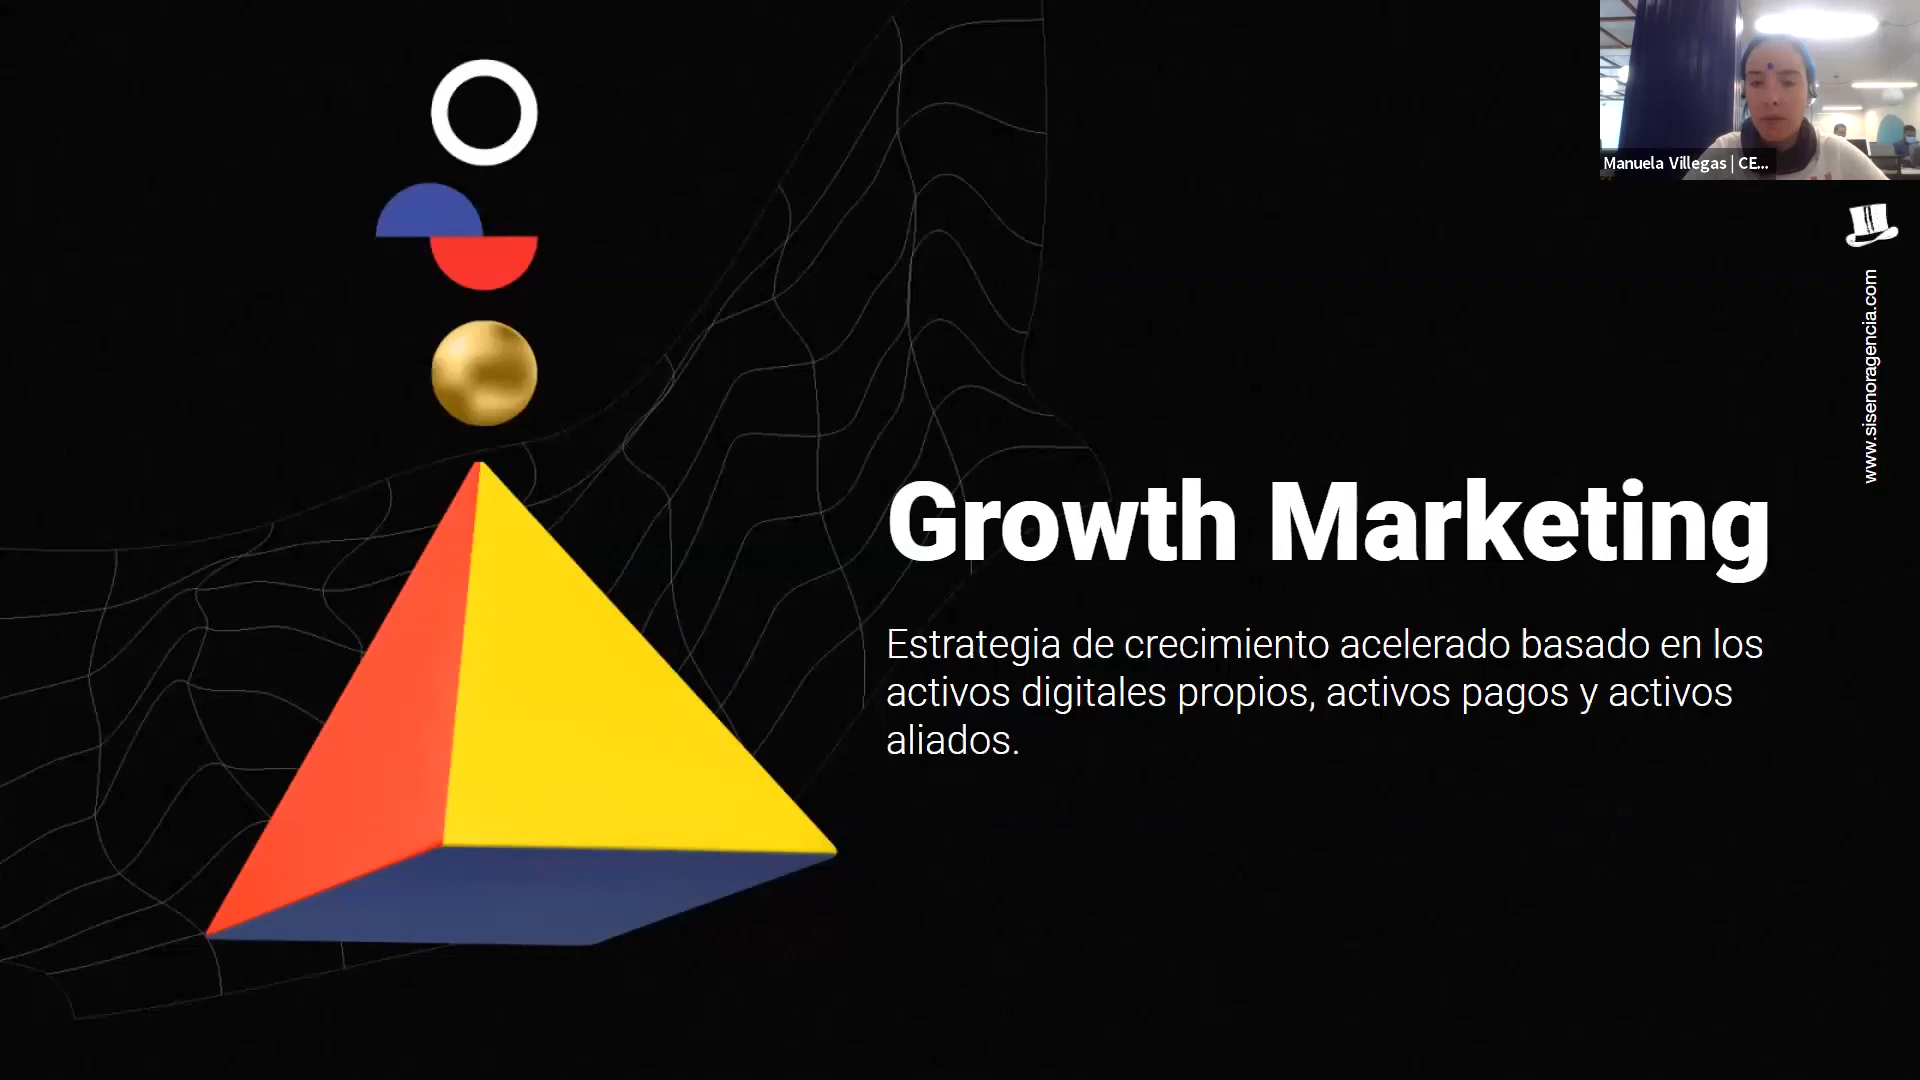 Manuela Villegas | CE...
www.sisenoragencia.com
Growth Marketing
Estrategia de crecimiento acelerado basado en los
activos digitales propios, activos pagos y activos
aliados.